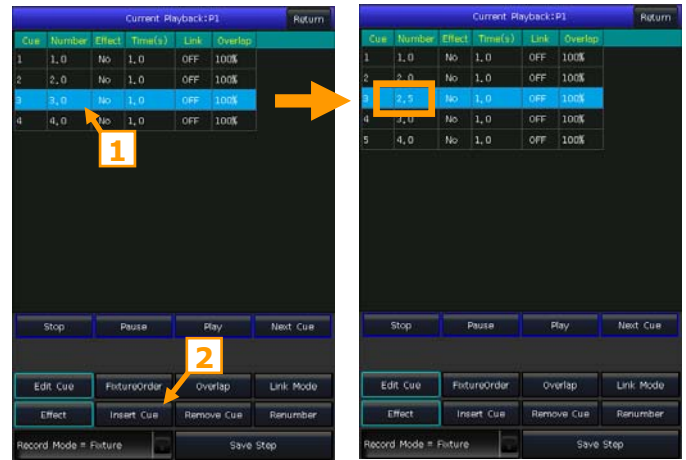 Current Playback:P1 Return
Cue Number Effect Time(s) Link Overlap
1 1.0 No 1.0 OFF 100%
2 2.0 No 1.0 OFF 100%
3 3.0 No 1.0 OFF 100%
4 4.0 No 1.0 OFF 100%
1
Stop Pause Play Next Cue
2
Edit Cue FixtureOrder Overlap Link Mode
Effect Insert Cue Remove Cue Renumber
Record Mode = Fixture Save Step
Current Playback:P1 Return
Cue Number Effect Time(s) Link Overlap
1 1.0 No 1.0 OFF 100%
2 2.0 No 1.0 OFF 100%
3 2.5 No 1.0 OFF 100%
4 3.0 No 1.0 OFF 100%
5 4.0 No 1.0 OFF 100%
Stop Pause Play Next Cue
Edit Cue FixtureOrder Overlap Link Mode
Effect Insert Cue Remove Cue Renumber
Record Mode = Fixture Save Step